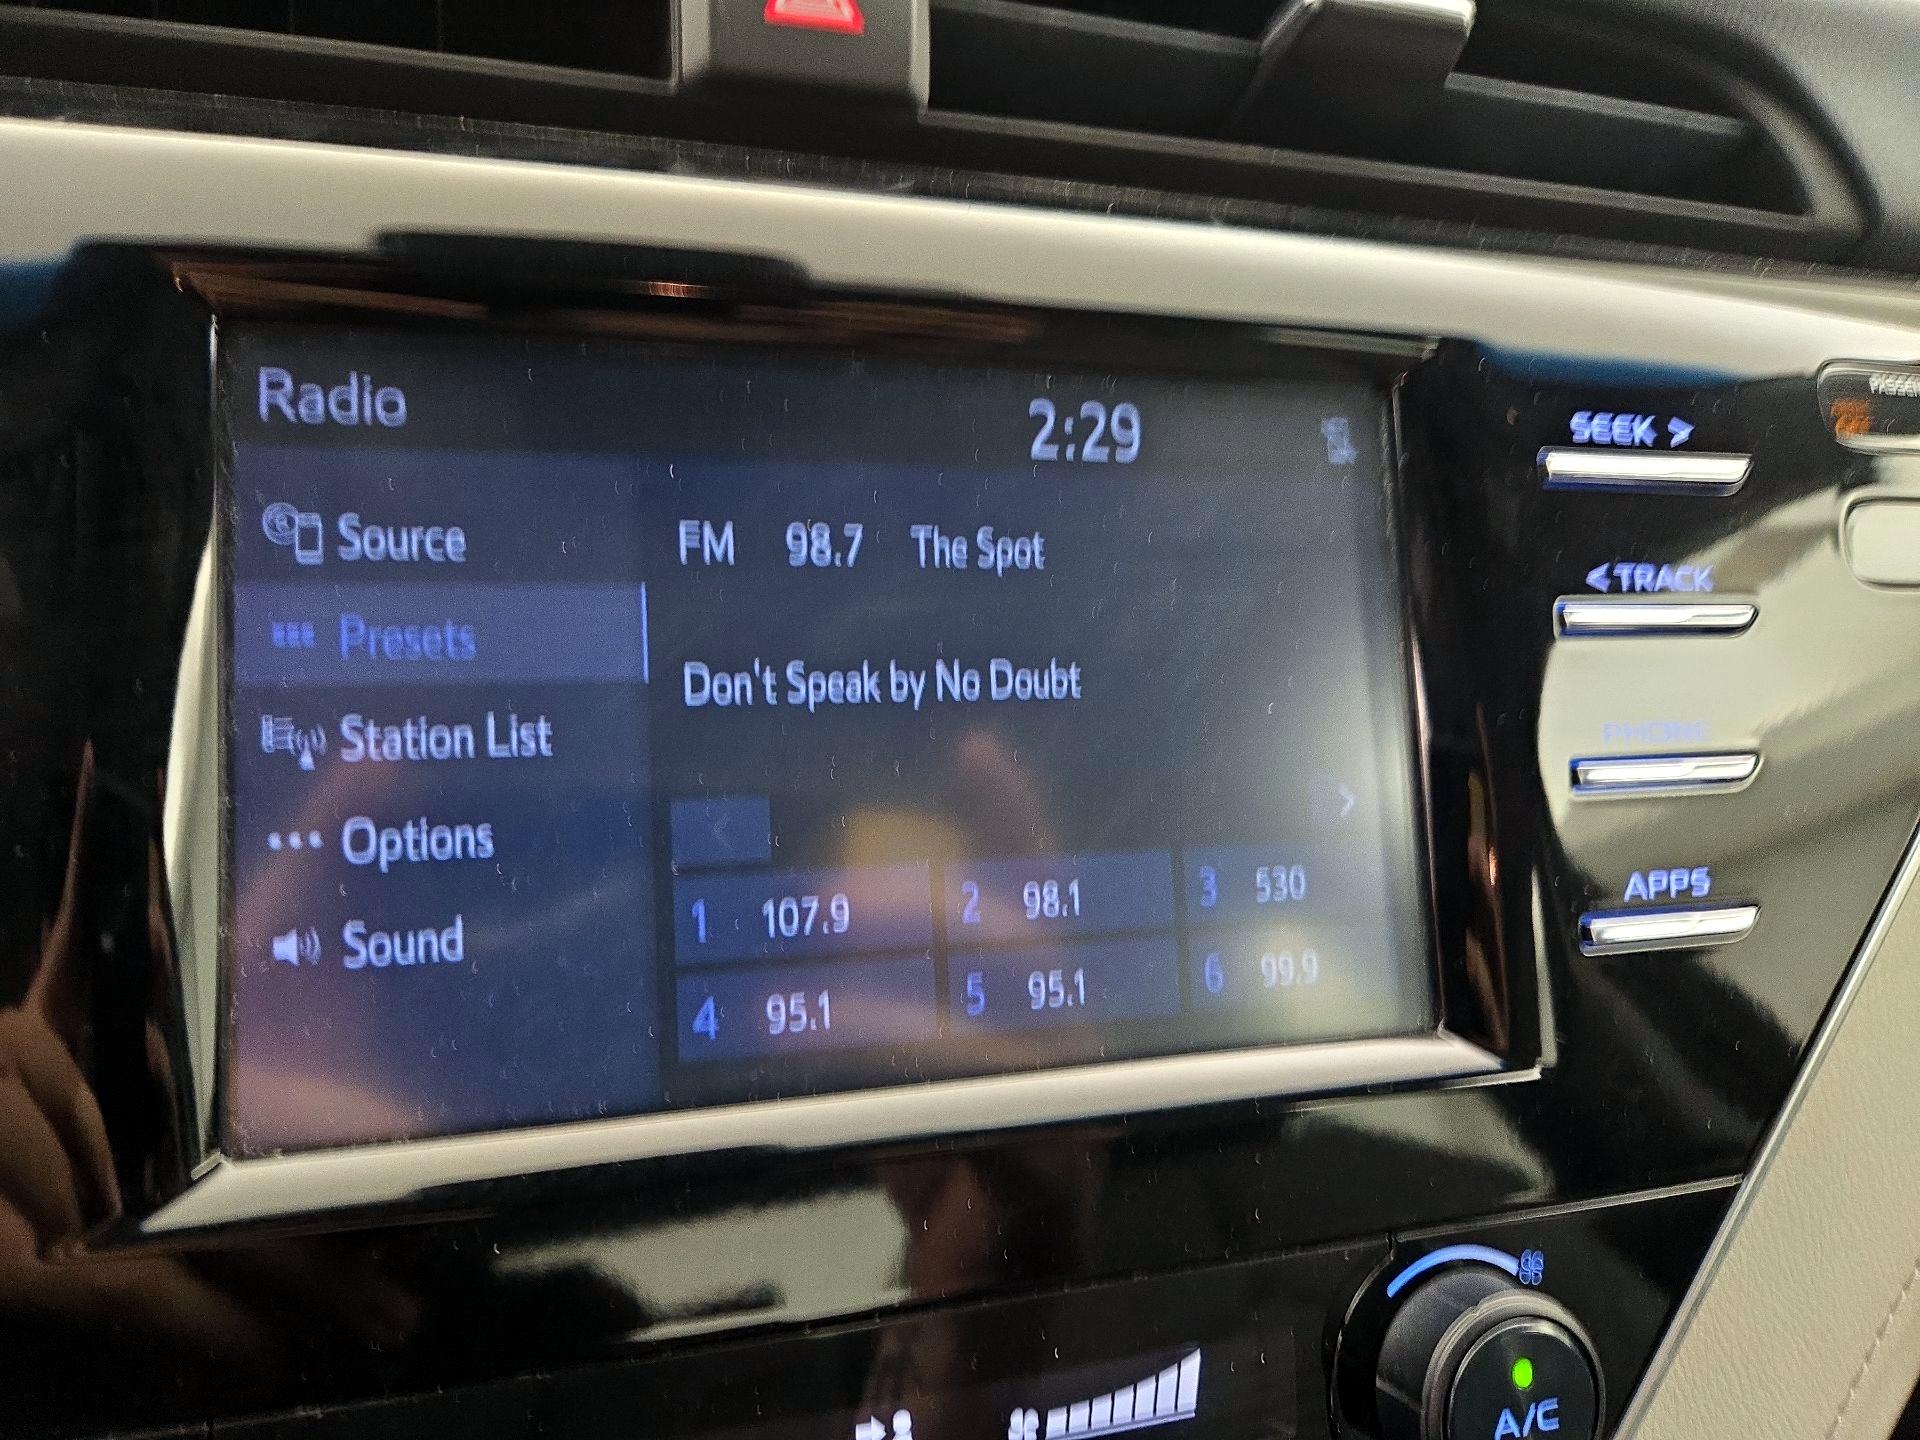 Radio
2:29
Source
FM 98.7 The Spot
Presets
Don't Speak by No Doubt
Station List
Options
Sound
1 107.9 2 98.1 3 530
4 95.1 5 95.1 6 99.9
SEEK >
< TRACK
PHONE
APPS
A/C